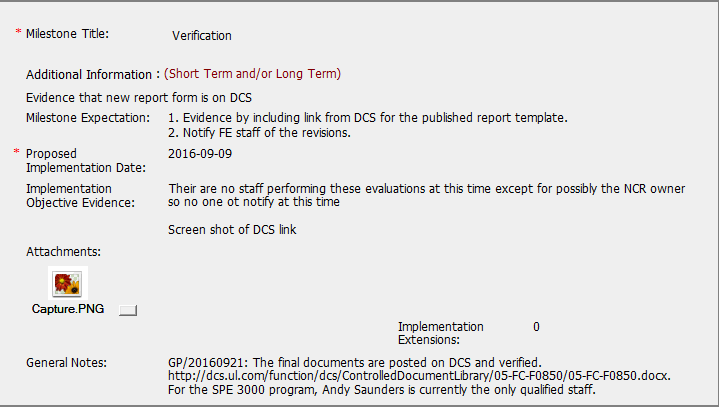 * Milestone Title: Verification
Additional Information : (Short Term and/or Long Term)
Evidence that new report form is on DCS
Milestone Expectation: 1. Evidence by including link from DCS for the published report template.
2. Notify FE staff of the revisions.
* Proposed 2016-09-09
Implementation Date:
Implementation Their are no staff performing these evaluations at this time except for possibly the NCR owner
Objective Evidence: so no one ot notify at this time
Screen shot of DCS link
Attachments:
Capture.PNG
Implementation 0
Extensions:
General Notes: GP/20160921: The final documents are posted on DCS and verified.
http://dcs.ul.com/function/dcs/ControlledDocumentLibrary/05-FC-F0850/05-FC-F0850.docx.
For the SPE 3000 program, Andy Saunders is currently the only qualified staff.